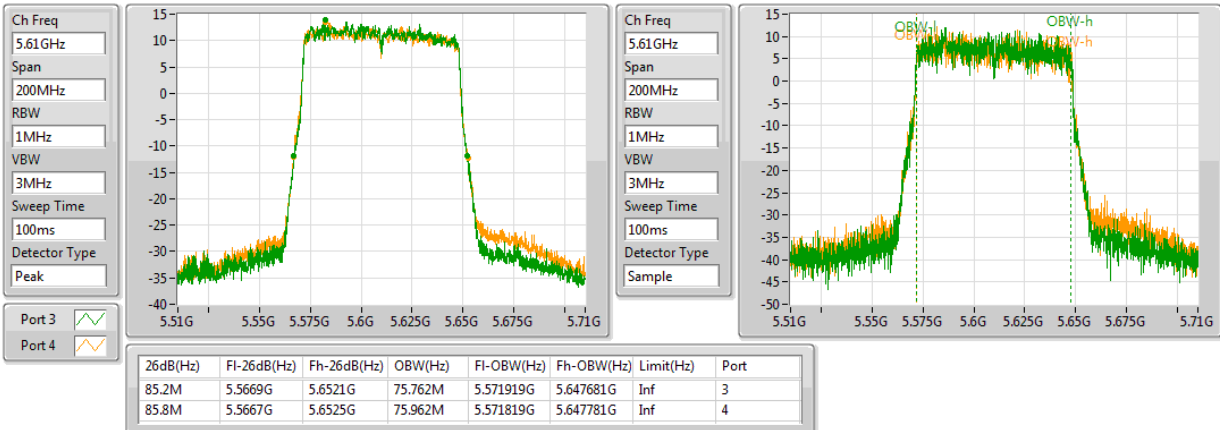 Ch Freq
5.61GHz
Span
200MHz
RBW
1MHz
VBW
3MHz
Sweep Time
100ms
Detector Type
Peak
Port 3
Port 4
15
10
5
0
-5
-10
-15
-20
-25
-30
-35
-40
5.51G 5.55G 5.575G 5.6G 5.625G 5.65G 5.675G 5.71G
Ch Freq
5.61GHz
Span
200MHz
RBW
1MHz
VBW
3MHz
Sweep Time
100ms
Detector Type
Sample
15
10
5
0
-5
-10
-15
-20
-25
-30
-35
-40
-45
-50
OBW-l OBW-h
OBW-h
5.51G 5.55G 5.575G 5.6G 5.625G 5.65G 5.675G 5.71G
26dB(Hz) Fl-26dB(Hz) Fh-26dB(Hz) OBW(Hz) Fl-OBW(Hz) Fh-OBW(Hz) Limit(Hz) Port
85.2M 5.5669G 5.6521G 75.762M 5.571919G 5.647681G Inf 3
85.8M 5.5667G 5.6525G 75.962M 5.571819G 5.647781G Inf 4